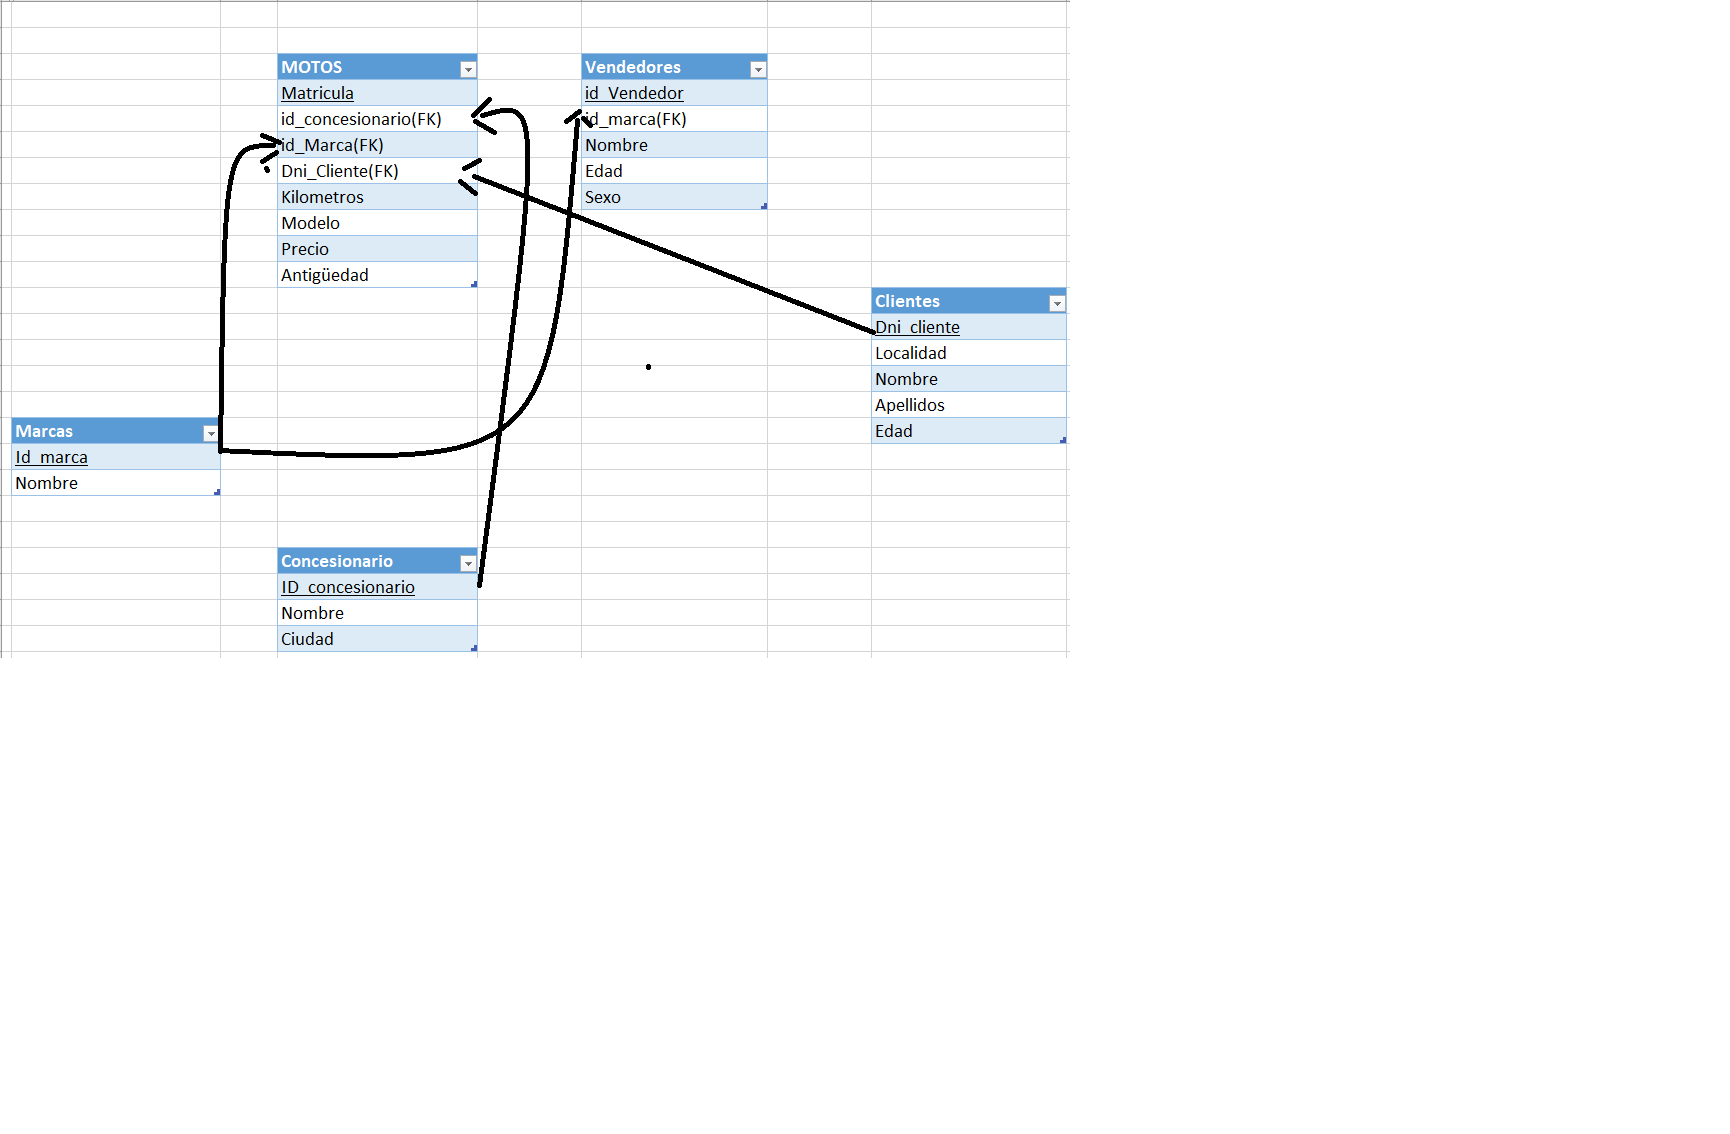 MOTOS
Matricula
id_concesionario(FK)
id_Marca(FK)
Dni_Cliente(FK)
Kilometros
Modelo
Precio
Antigüedad
Vendedores
id_Vendedor
id_marca(FK)
Nombre
Edad
Sexo
Clientes
Dni_cliente
Localidad
Nombre
Apellidos
Edad
Marcas
Id_marca
Nombre
Concesionario
ID_concesionario
Nombre
Ciudad